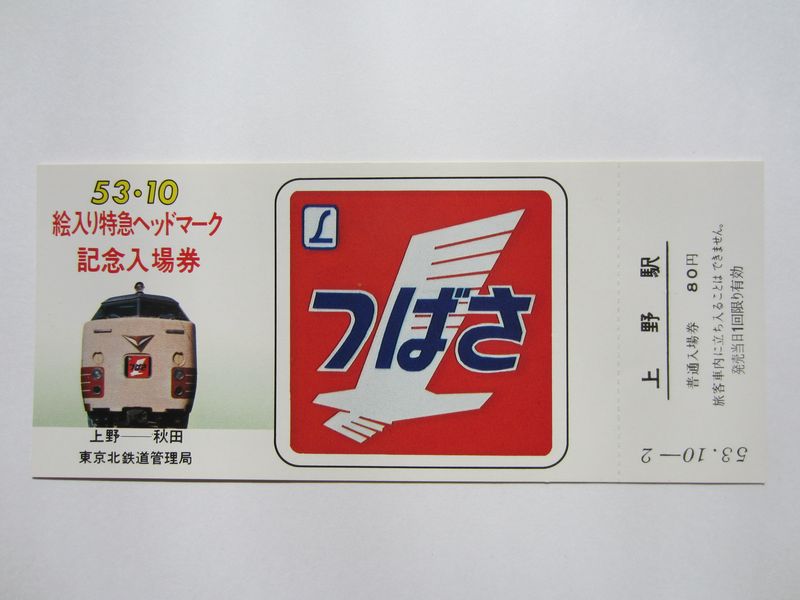 53・10
絵入り特急ヘッドマーク
記念入場券
つばさ
上野——秋田
東京北鉄道管理局
L
つばさ
上野駅
普通入場券 80円
旅客車内に立ち入ることはできません。
発売当日1回限り有効
53.10—2